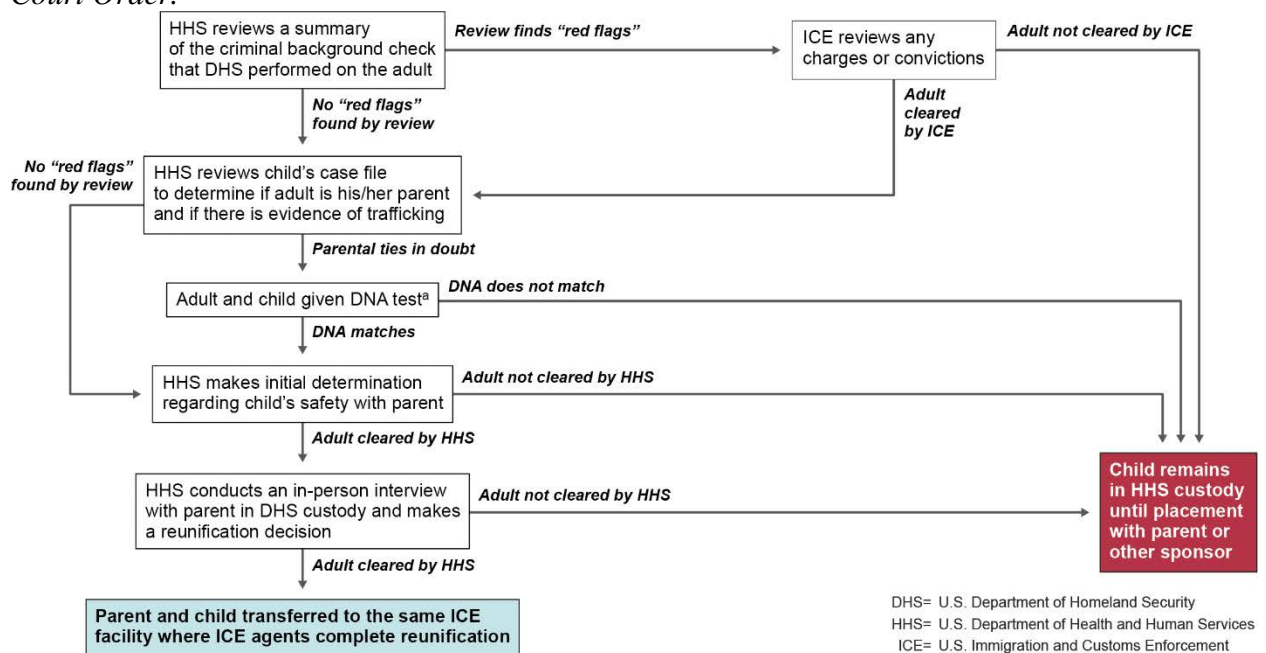 Court Order.
HHS reviews a summary
of the criminal background check
that DHS performed on the adult
Review finds “red flags”
ICE reviews any
charges or convictions
Adult not cleared by ICE
No “red flags”
found by review
Adult
cleared
by ICE
No “red flags”
found by review
HHS reviews child’s case file
to determine if adult is his/her parent
and if there is evidence of trafficking
Parental ties in doubt
Adult and child given DNA testᵃ
DNA does not match
DNA matches
HHS makes initial determination
regarding child’s safety with parent
Adult not cleared by HHS
Adult cleared by HHS
HHS conducts an in-person interview
with parent in DHS custody and makes
a reunification decision
Adult not cleared by HHS
Child remains
in HHS custody
until placement
with parent or
other sponsor
Adult cleared by HHS
Parent and child transferred to the same ICE
facility where ICE agents complete reunification
DHS= U.S. Department of Homeland Security
HHS= U.S. Department of Health and Human Services
ICE= U.S. Immigration and Customs Enforcement